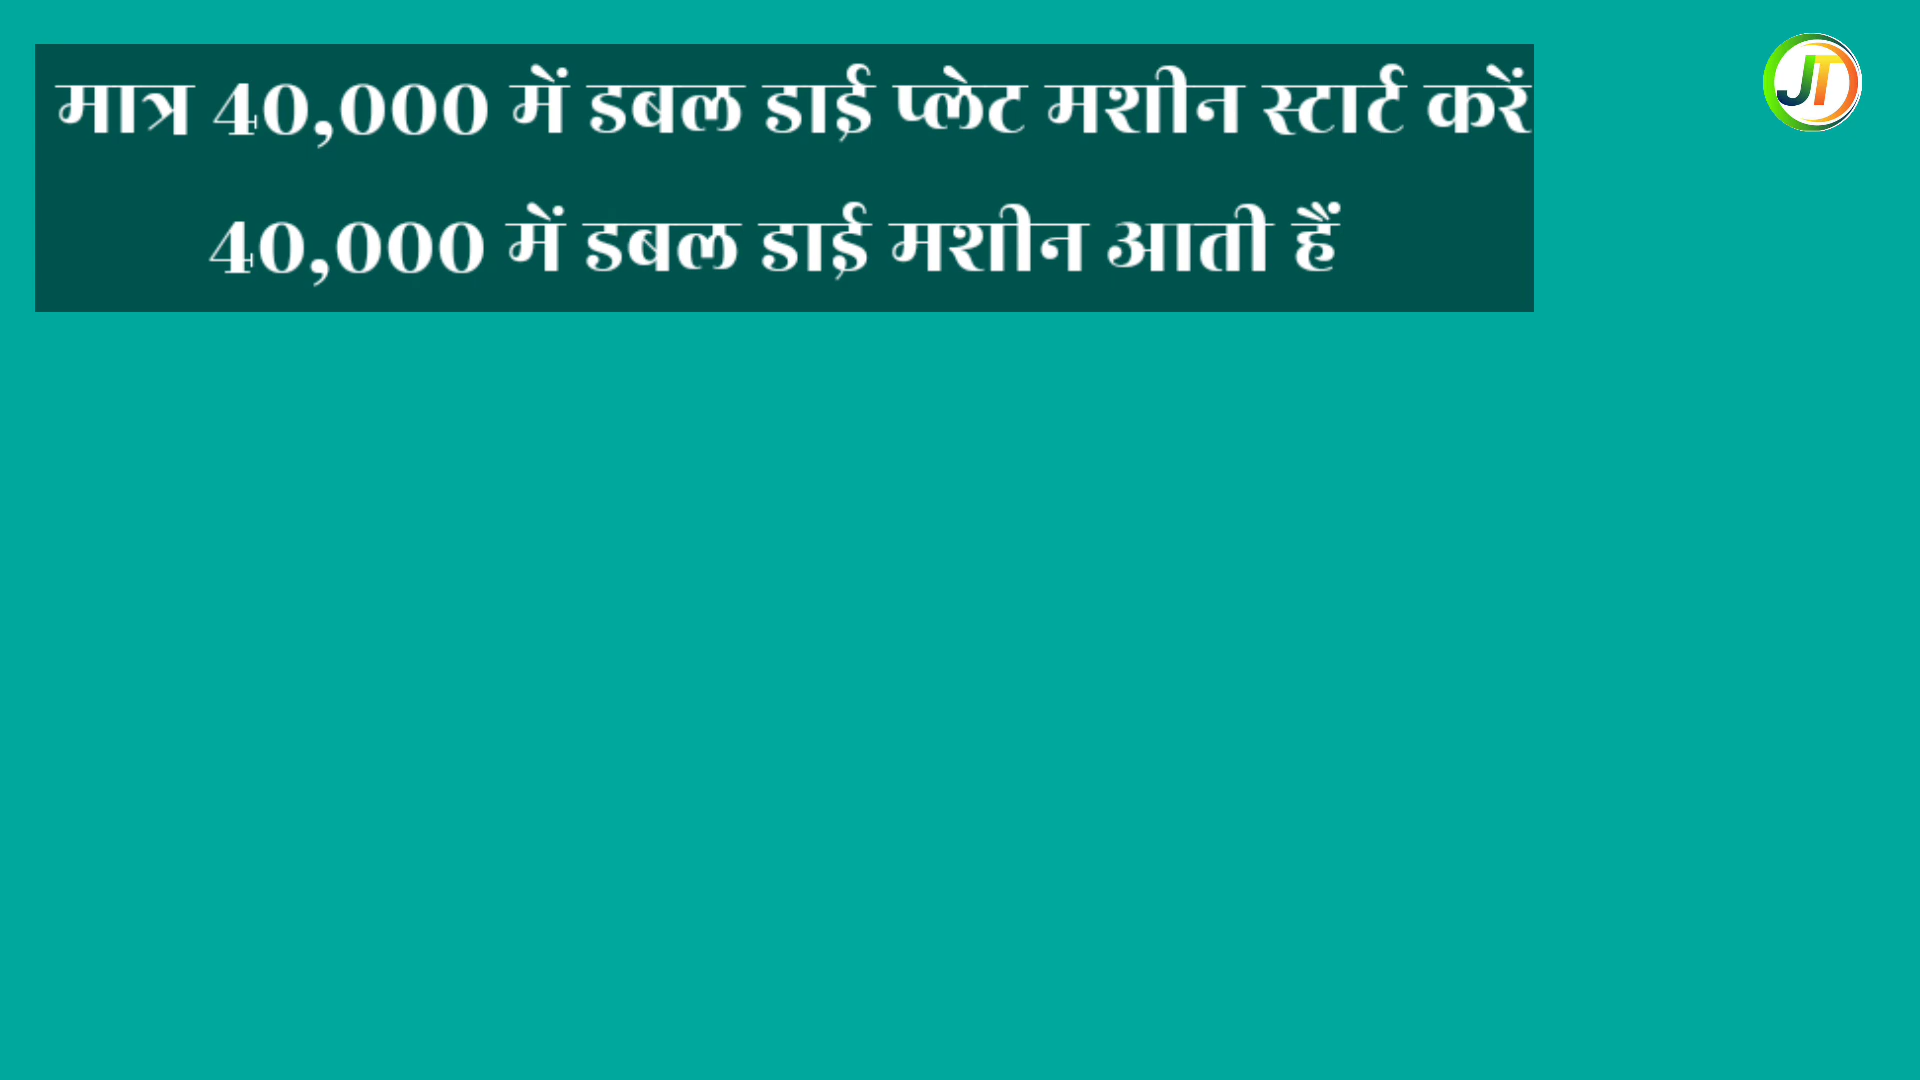 मात्र 40,000 में डबल डाई प्लेट मशीन स्टार्ट करें
40,000 में डबल डाई मशीन आती हैं
JT